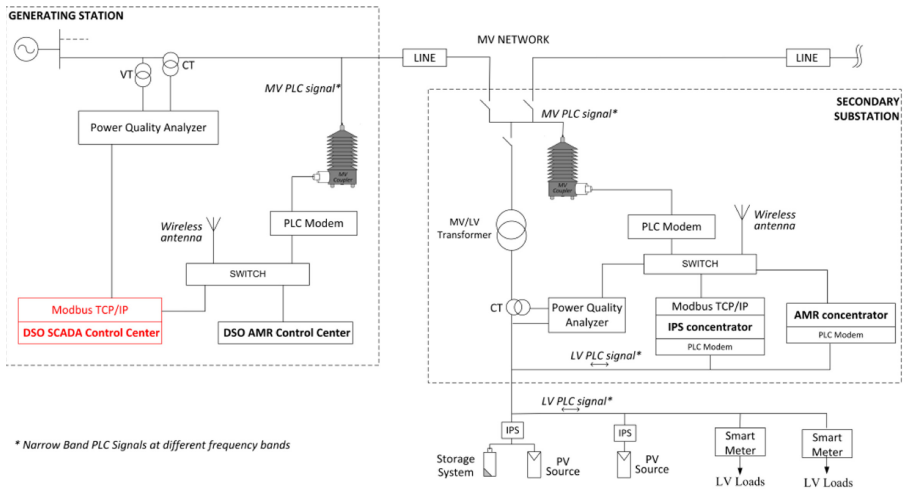 GENERATING STATION
VT
CT
MV PLC signal*
Power Quality Analyzer
MV
Coupler
Wireless
antenna
PLC Modem
SWITCH
Modbus TCP/IP
DSO SCADA Control Center
DSO AMR Control Center
LINE
MV NETWORK
LINE
SECONDARY
SUBSTATION
MV PLC signal*
MV
Coupler
MV/LV
Transformer
PLC Modem
Wireless
antenna
SWITCH
CT
Power Quality
Analyzer
Modbus TCP/IP
IPS concentrator
PLC Modem
AMR concentrator
PLC Modem
LV PLC signal*
LV PLC signal*
IPS
Storage
System
PV
Source
IPS
PV
Source
Smart
Meter
LV Loads
Smart
Meter
LV Loads
* Narrow Band PLC Signals at different frequency bands